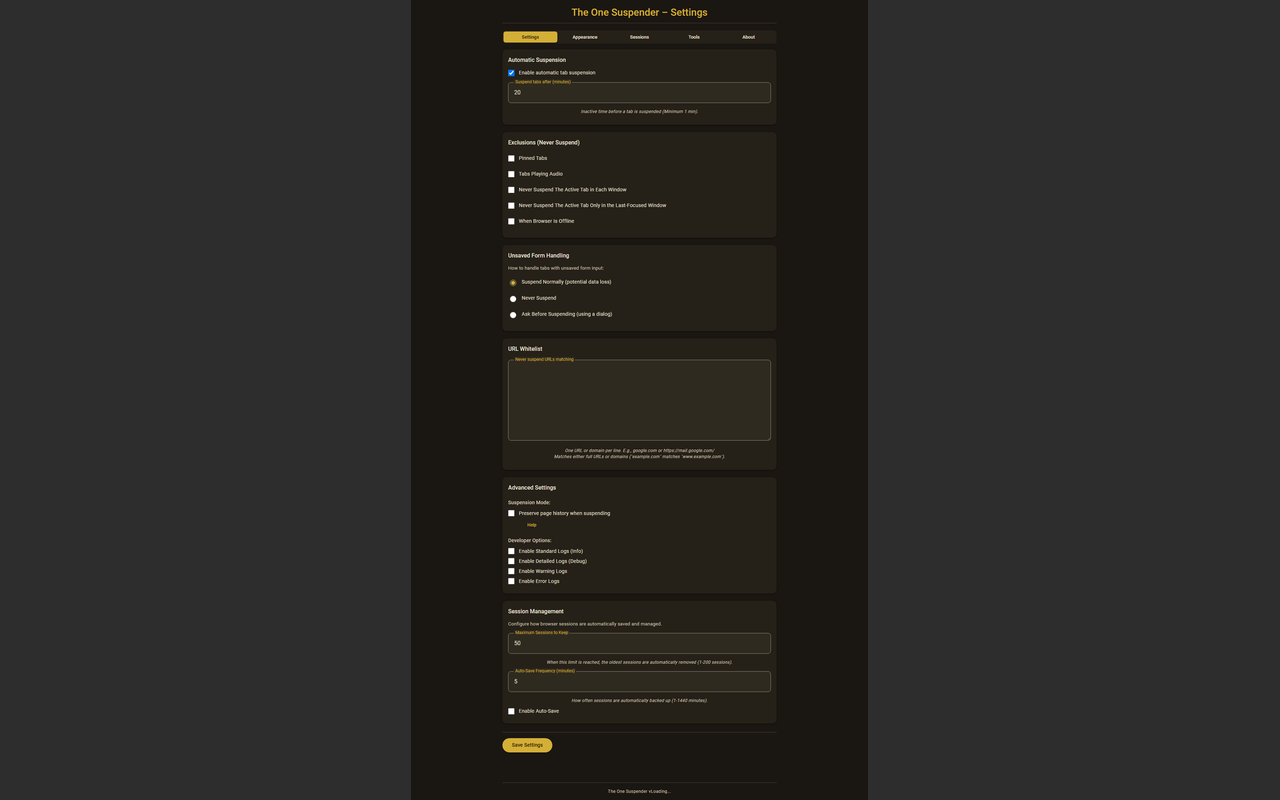 The One Suspender – Settings
Settings
Appearance
Sessions
Tools
About
Automatic Suspension
Enable automatic tab suspension
Suspend tabs after (minutes)
20
Inactive time before a tab is suspended (Minimum 1 min).
Exclusions (Never Suspend)
Pinned Tabs
Tabs Playing Audio
Never Suspend The Active Tab In Each Window
Never Suspend The Active Tab Only in the Last-Focused Window
When Browser Is Offline
Unsaved Form Handling
How to handle tabs with unsaved form input:
Suspend Normally (potential data loss)
Never Suspend
Ask Before Suspending (using a dialog)
URL Whitelist
Never suspend URLs matching
One URL or domain per line. E.g., google.com or https://mail.google.com/
Matches either full URLs or domains (`example.com` matches `www.example.com`).
Advanced Settings
Suspension Mode:
Preserve page history when suspending
Help
Developer Options:
Enable Standard Logs (Info)
Enable Detailed Logs (Debug)
Enable Warning Logs
Enable Error Logs
Session Management
Configure how browser sessions are automatically saved and managed.
Maximum Sessions to Keep
50
When this limit is reached, the oldest sessions are automatically removed (1-200 sessions).
Auto-Save Frequency (minutes)
5
How often sessions are automatically backed up (1-1440 minutes).
Enable Auto-Save
Save Settings
The One Suspender vLoading...